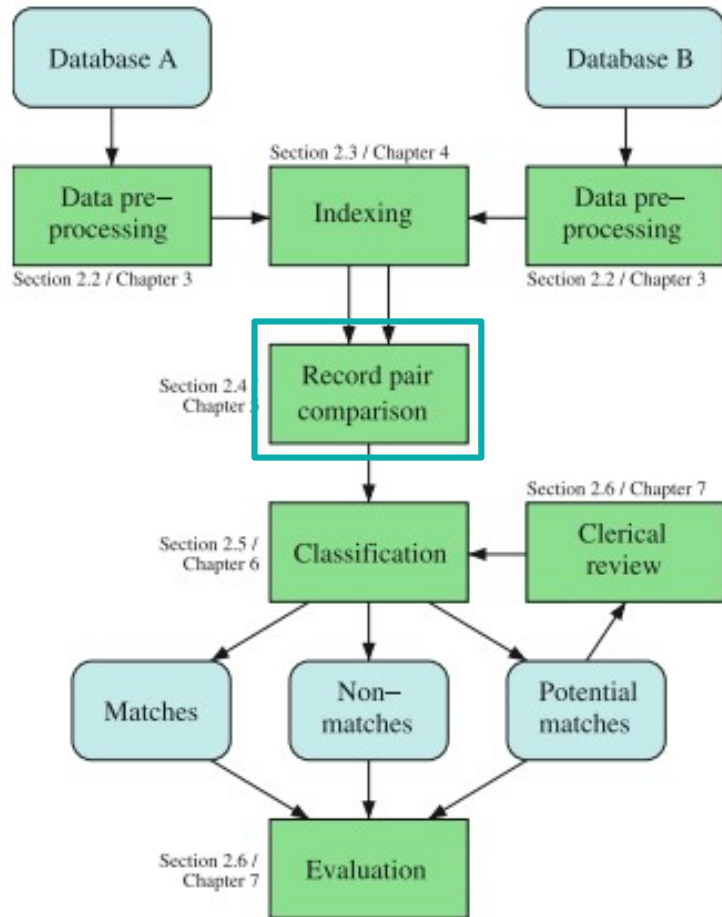 Database A
Database B
Section 2.3 / Chapter 4
Data pre–
processing
Indexing
Data pre–
processing
Section 2.2 / Chapter 3
Section 2.2 / Chapter 3
Section 2.4
Chapter
Record pair
comparison
Section 2.6 / Chapter 7
Section 2.5 /
Chapter 6
Classification
Clerical
review
Matches
Non–
matches
Potential
matches
Section 2.6 /
Chapter 7
Evaluation